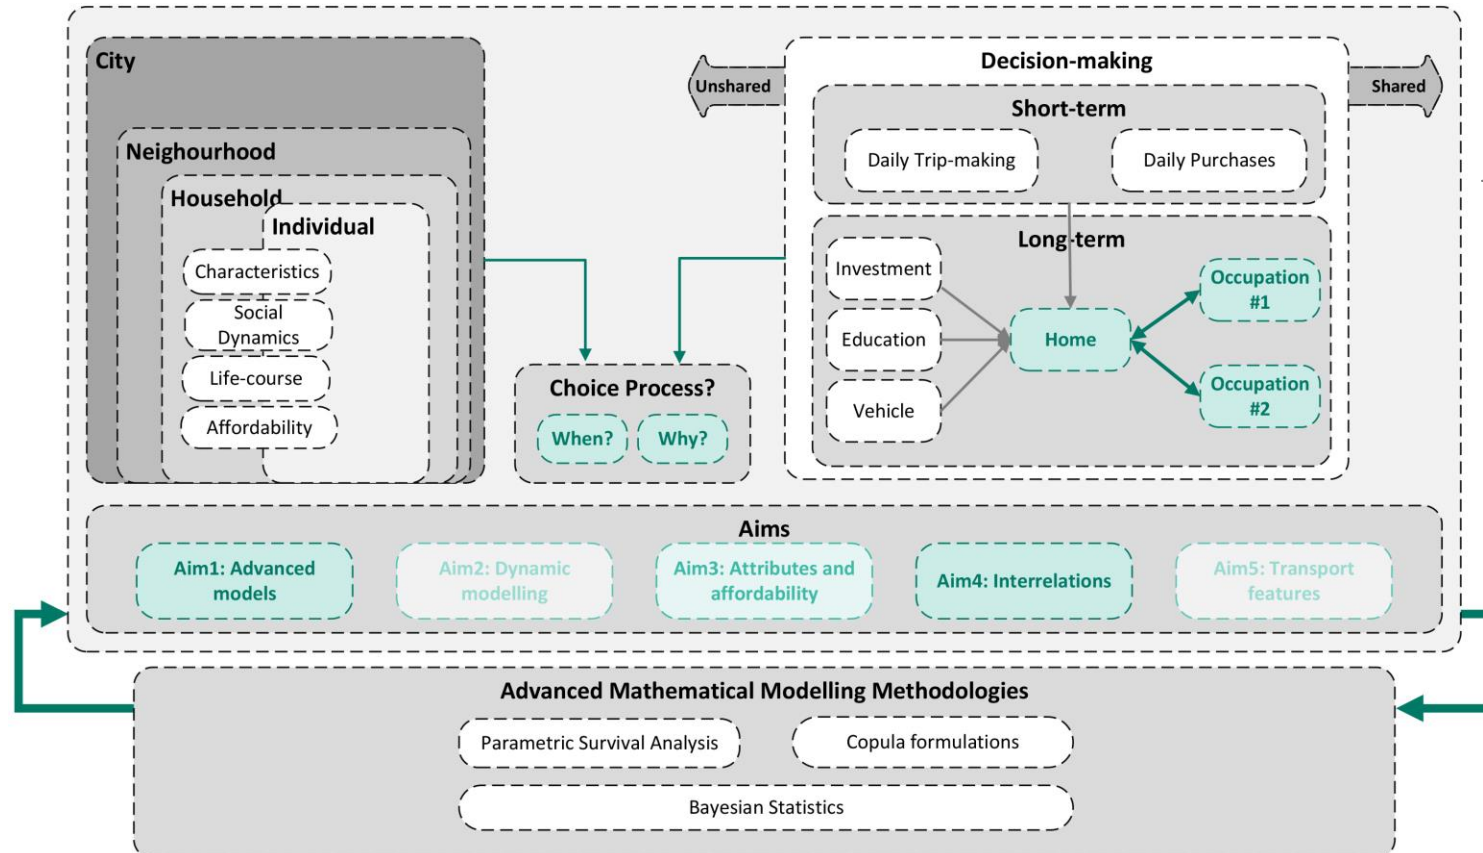 City
Neighourhood
Household
Individual
Characteristics
Social
Dynamics
Life-course
Affordability
Unshared
Decision-making
Shared
Short-term
Daily Trip-making
Daily Purchases
Long-term
Investment
Education
Vehicle
Home
Occupation
#1
Occupation
#2
Choice Process?
When?
Why?
Aims
Aim1: Advanced
models
Aim2: Dynamic
modelling
Aim3: Attributes and
affordability
Aim4: Interrelations
Aim5: Transport
features
Advanced Mathematical Modelling Methodologies
Parametric Survival Analysis
Copula formulations
Bayesian Statistics